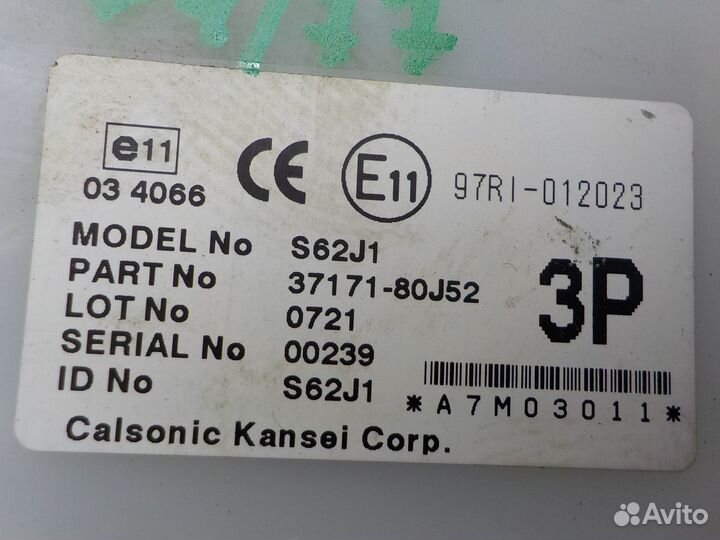 e11
03 4066
CE
E11
97RI-012023
MODEL No S62J1
PART No 37171-80J52
LOT No 0721
SERIAL No 00239
ID No S62J1
3P
*A7M03011*
Calsonic Kansei Corp.
Avito